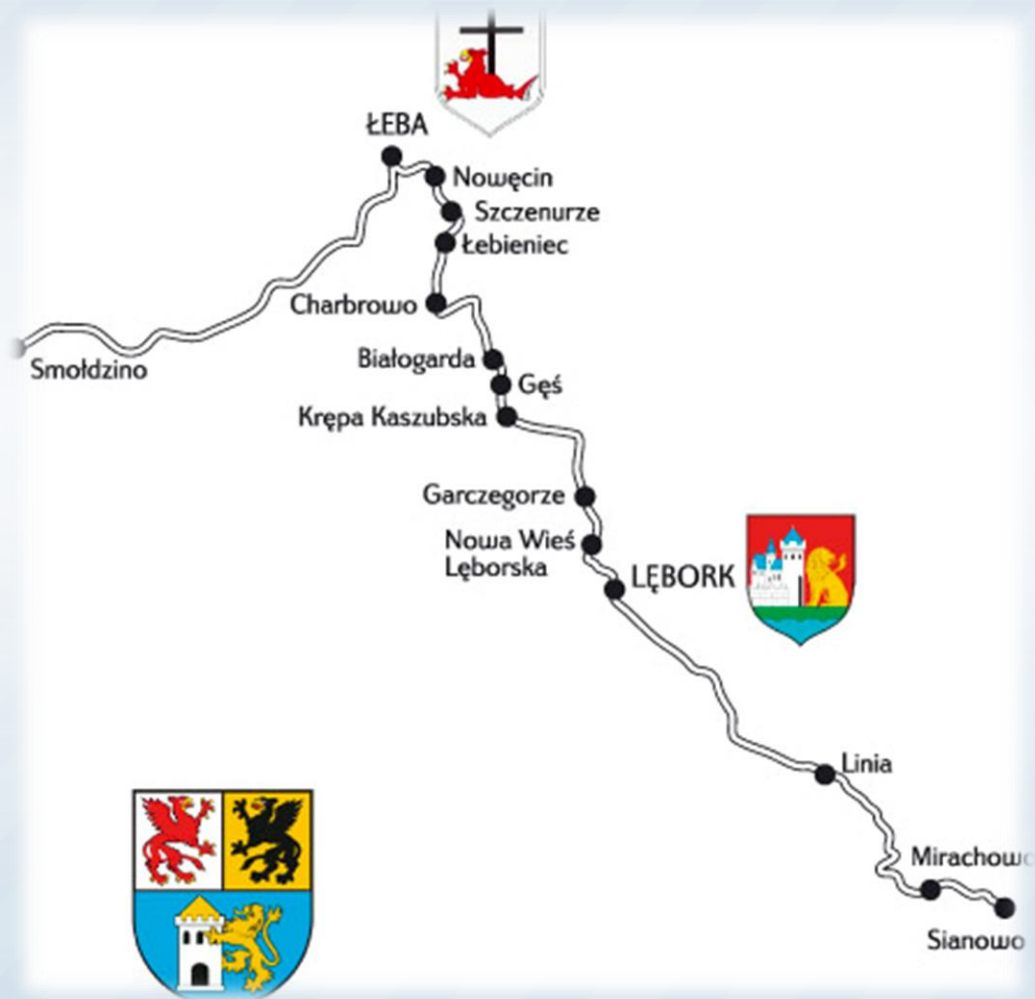 ŁEBA
Nowęcin
Szczenurze
Łebieniec
Charbrowo
Smołdzino
Białogarda
Gęś
Krępa Kaszubska
Garczegorze
Nowa Wieś
Lęborska
LĘBORK
Linia
Mirachowo
Sianowo